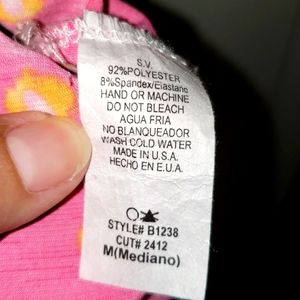 S.V.
92%POLYESTER
8%Spandex/Elastano
HAND OR MACHINE
DO NOT BLEACH
AGUA FRIA
NO BLANQUEADOR
WASH COLD WATER
MADE IN U.S.A.
HECHO EN E.U.A.
STYLE# B1238
CUT# 2412
M(Mediano)